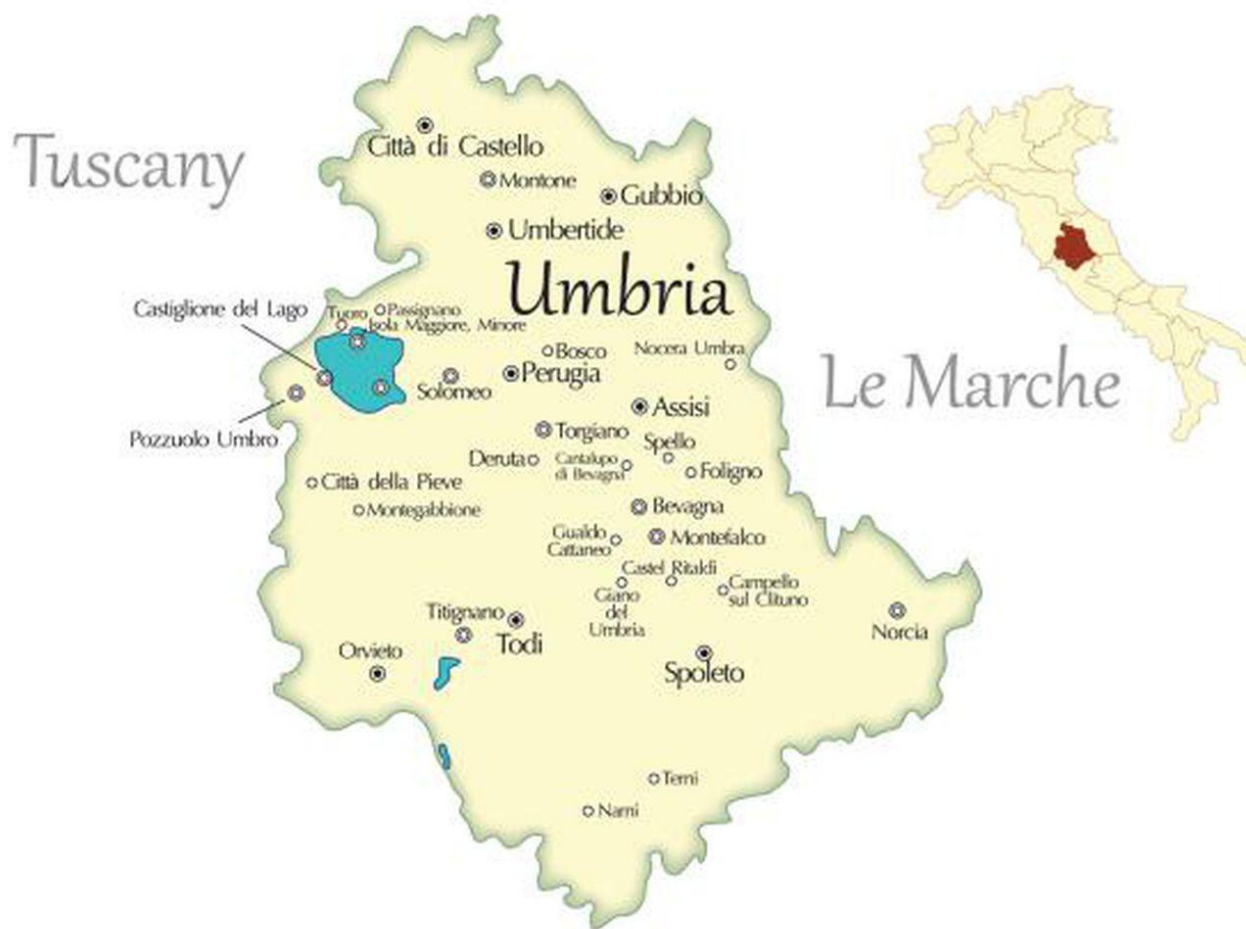 Tuscany
Città di Castello
Montone
Gubbio
Umbertide
Umbria
Castiglione del Lago
Tuoro
Passignano
Isola Maggiore, Minore
Bosco
Nocera Umbra
Le Marche
Solomeo
Perugia
Assisi
Pozzuolo Umbro
Torgiano
Spello
Deruta
Cantalupo
di Bevagna
Foligno
Città della Pieve
Montegabbione
Bevagna
Gualdo
Cattaneo
Montefalco
Castel Ritaldi
Campello
sul Clituno
Giano
del
Umbria
Titignano
Todi
Norcia
Orvieto
Spoleto
Terni
Narni